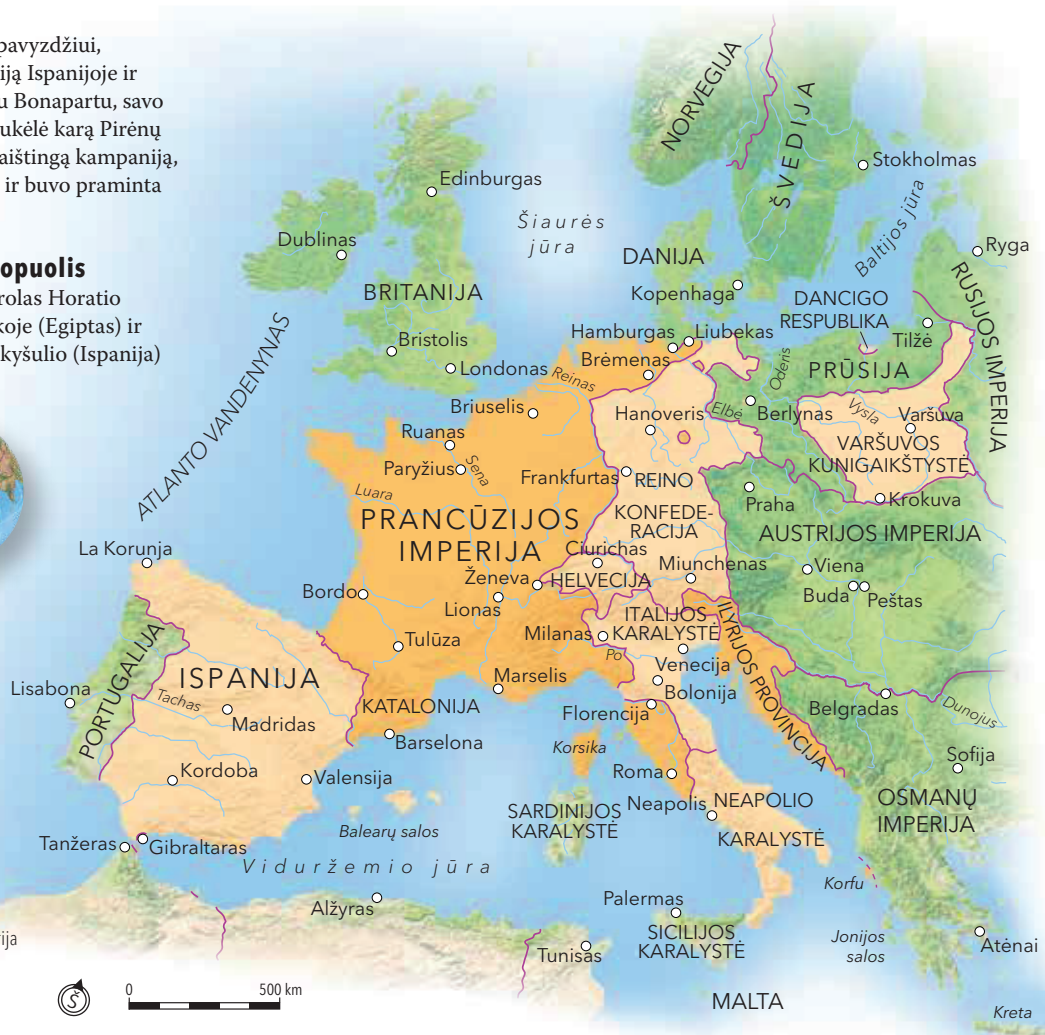 pavyzdžiui,
iją Ispanijoje ir
u Bonapartu, savo
ukėlė karą Pirėnų
aištingą kampaniją,
ir buvo praminta
opuolis
rolas Horatio
koje (Egiptas) ir
kyšulio (Ispanija)
NORVEGIJA
ŠVEDIJA
Stokholmas
Edinburgas
Šiaurės
jūra
Baltijos jūra
Ryga
Dublinas
DANIJA
Kopenhaga
BRITANIJA
DANCIGO
RESPUBLIKA
RUSIJOS IMPERIJA
Tilžė
Hamburgas
Liubekas
Bristolis
Londonas
Brėmenas
Reinas
PRŪSIJA
Oderis
ATLANTO VANDENYNAS
Briuselis
Hanoveris
Elbė
Berlynas
Vysla
Varšuva
Ruanas
VARŠUVOS
KUNIGAIKŠTYSTĖ
Paryžius
Sena
Frankfurtas
REINO
KONFEDE-
RACIJA
Luara
Praha
Krokuva
PRANCŪZIJOS
IMPERIJA
AUSTRIJOS IMPERIJA
La Korunja
Ciurichas
Miunchenas
Viena
Ženeva
HELVECIJA
Buda
Peštas
Bordo
Lionas
ITALIJOS
KARALYSTĖ
ILYRIJOS PROVINCIJA
Milanas
Tulūza
Po
Venecija
PORTUGALIJA
ISPANIJA
Marselis
Bolonija
Lisabona
Tachas
Madridas
KATALONIJA
Florencija
Belgradas
Dunojus
Barselona
Korsika
Sofija
Kordoba
Valensija
Roma
SARDINIJOS
KARALYSTĖ
Neapolis
NEAPOLIO
KARALYSTĖ
OSMANŲ
IMPERIJA
Balearų salos
Tanžeras
Gibraltaras
Viduržemio jūra
Korfu
Alžyras
Palermas
SICILIJOS
KARALYSTĖ
Jonijos
salos
Atėnai
ija
Tunisas
Š
0
500 km
MALTA
Kreta